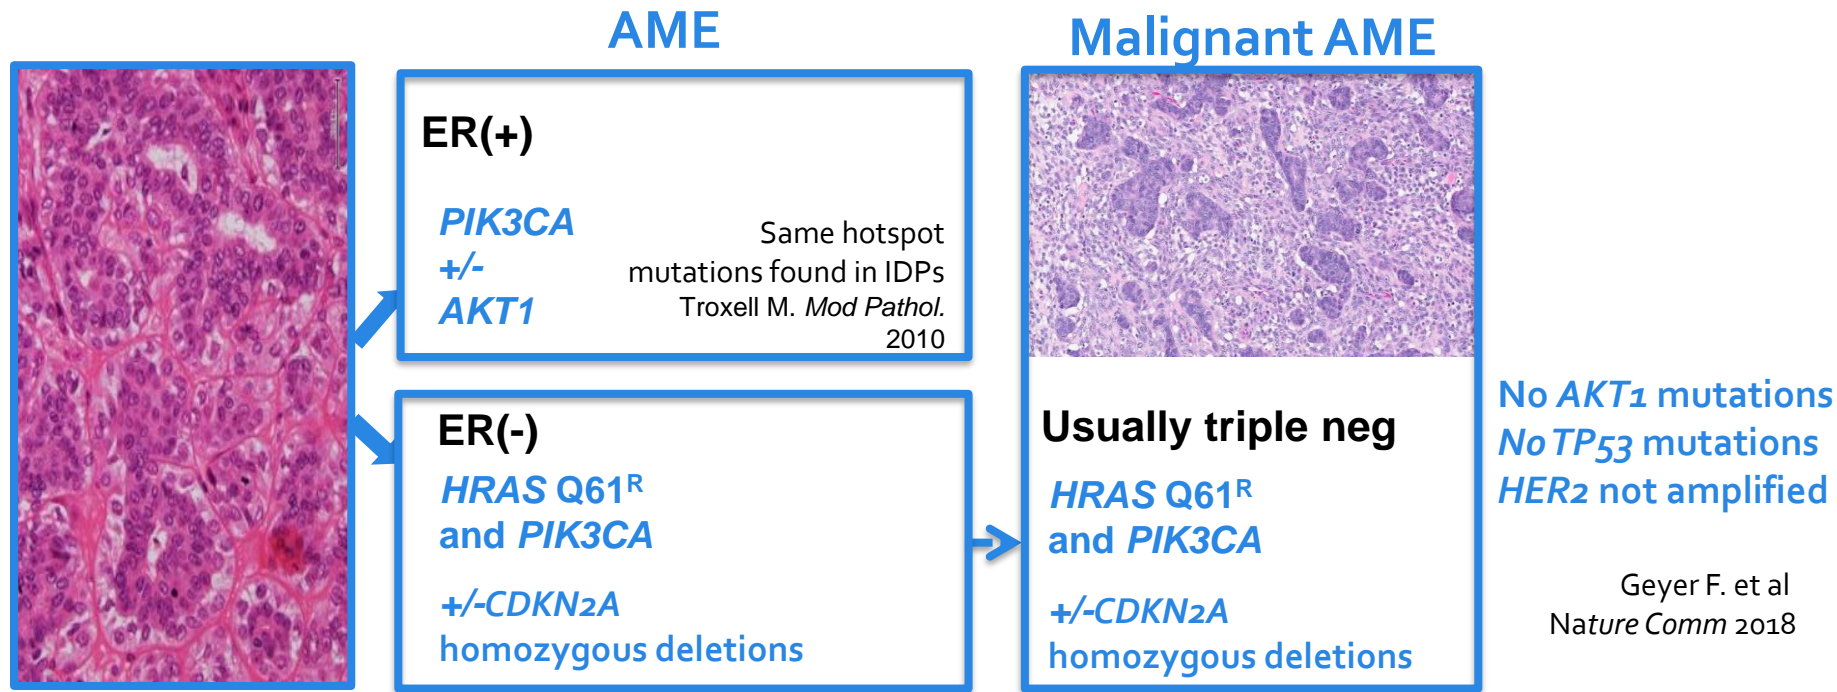 AME
ER(+)
PIK3CA
+/-
AKT1
Same hotspot
mutations found in IDPs
Troxell M. Mod Pathol.
2010
ER(-)
HRAS Q61R
and PIK3CA
+/-CDKN2A
homozygous deletions
Malignant AME
Usually triple neg
HRAS Q61R
and PIK3CA
+/-CDKN2A
homozygous deletions
No AKT1 mutations
No TP53 mutations
HER2 not amplified
Geyer F. et al
Nature Comm 2018